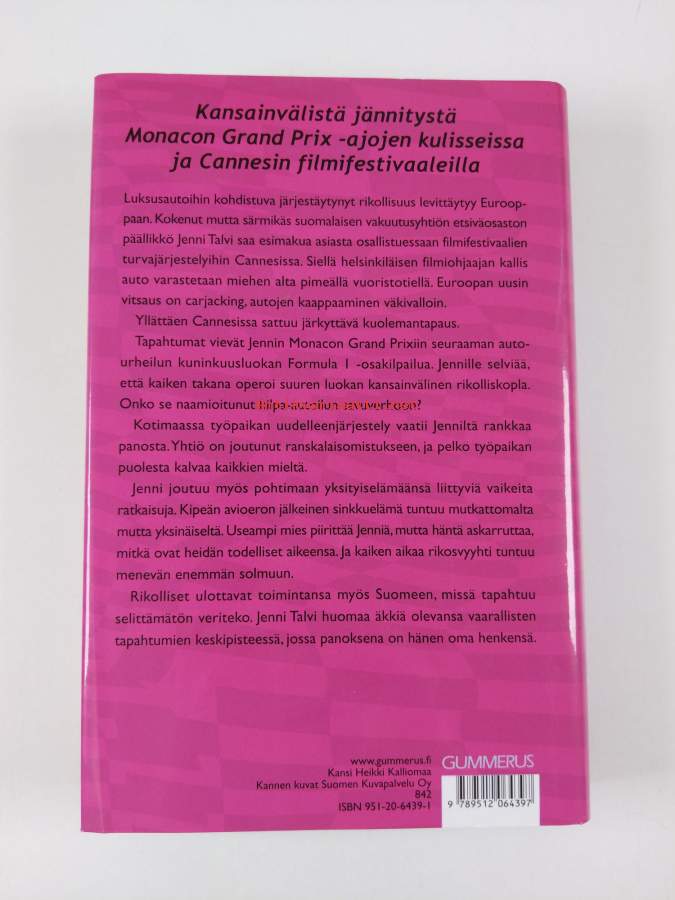 Kansainvälistä jännitystä
Monacon Grand Prix -ajojen kulisseissa
ja Cannesin filmifestivaaleilla
Luksusautoihin kohdistuva järjestäytynyt rikollisuus levittäytyy Euroop-
paan. Kokenut mutta särmikäs suomalaisen vakuutusyhtiön etsiväosaston
päällikkö Jenni Talvi saa esimakua asiasta osallistuessaan filmifestivaalien
turvajärjestelyihin Cannesissa. Siellä helsinkiläisen filmiohjaajan kallis
auto varastetaan miehen alta pimeällä vuoristotiellä. Euroopan uusin
vitsaus on carjacking, autojen kaappaaminen väkivalloin.
Yllättäen Cannesissa sattuu järkyttävä kuolemantapaus.
Tapahtumat vievät Jennin Monacon Grand Prixiin seuraaman auto-
urheilun kuninkuusluokan Formula 1 -osakilpailua. Jennille selviää,
että kaiken takana operoi suuren luokan kansainvälinen rikolliskopla.
Onko se naamioitunut kilpa-autoilun seurueeseen?
Kotimaassa työpaikan uudelleenjärjestely vaatii Jenniltä rankkaa
panosta. Yhtiö on joutunut ranskalaisomistukseen, ja pelko työpaikan
puolesta kalvaa kaikkien mieltä.
Jenni joutuu myös pohtimaan yksityiselämäänsä liittyviä vaikeita
ratkaisuja. Kipeän avioeron jälkeinen sinkkuelämä tuntuu mutkattomalta
mutta yksinäiseltä. Useampi mies piirittää Jenniä, mutta häntä askarruttaa,
mitkä ovat heidän todelliset aikeensa. Ja kaiken aikaa rikosvyyhti tuntuu
menevän enemmän solmuun.
Rikolliset ulottavat toimintansa myös Suomeen, missä tapahtuu
selittämätön veriteko. Jenni Talvi huomaa äkkiä olevansa vaarallisten
tapahtumien keskipisteessä, jossa panoksena on hänen oma henkensä.
www.gummerus.fi
Kansi Heikki Kalliomaa
Kannen kuvat Suomen Kuvapalvelu Oy
842
ISBN 951-20-6439-1
GUMMERUS
9 789512 064397